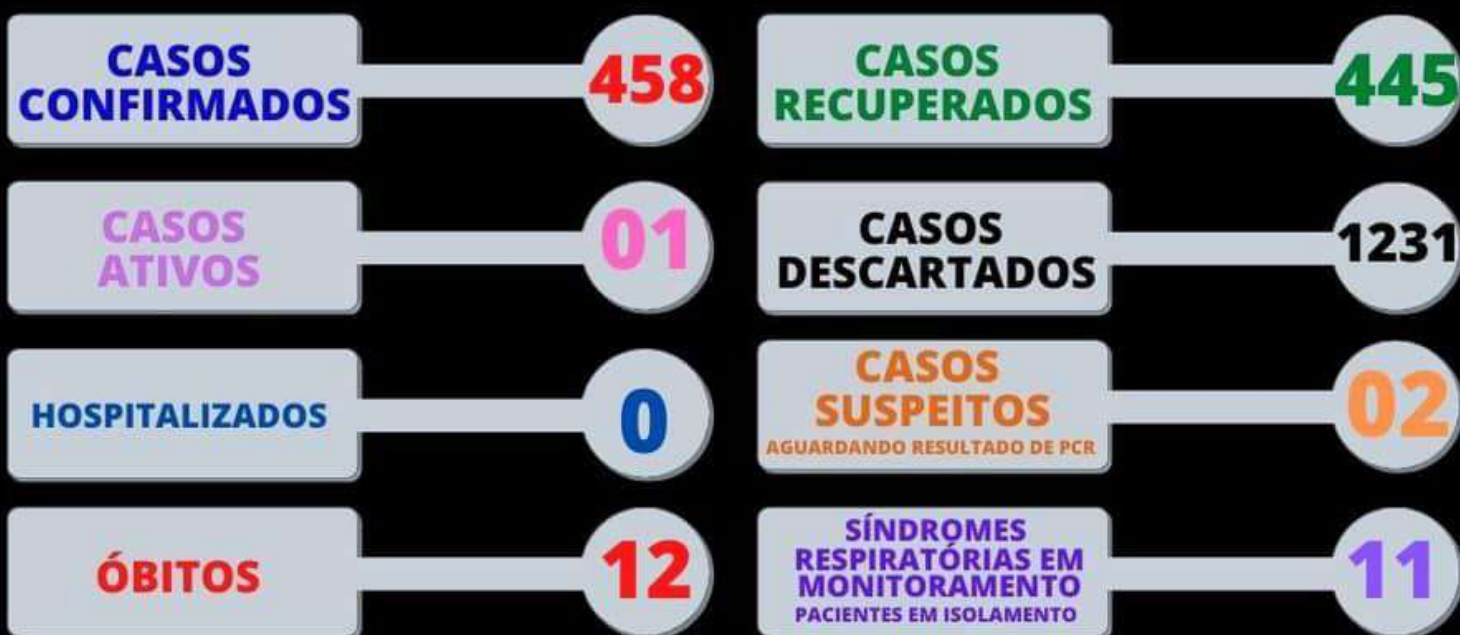 CASOS
CONFIRMADOS
458
CASOS
RECUPERADOS
445
CASOS
ATIVOS
01
CASOS
DESCARTADOS
1231
HOSPITALIZADOS
0
CASOS
SUSPEITOS
AGUARDANDO RESULTADO DE PCR
02
ÓBITOS
12
SÍNDROMES
RESPIRATÓRIAS EM
MONITORAMENTO
PACIENTES EM ISOLAMENTO
11